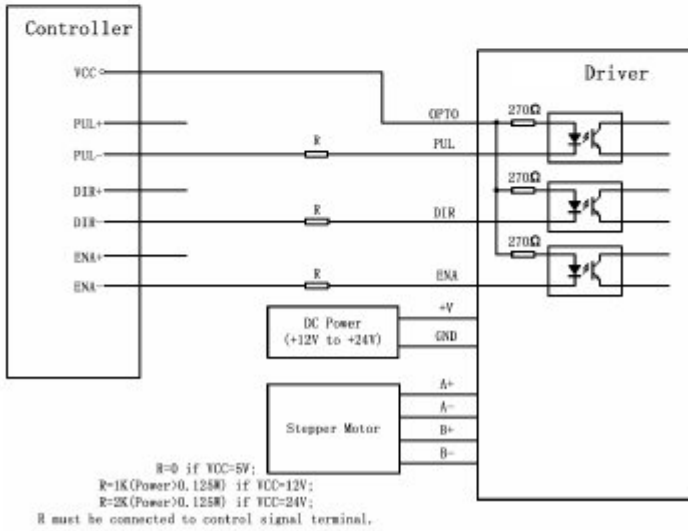 Controller
Driver
VCC
OPTO
270Ω
PUL+
R
PUL
PUL-
270Ω
DIR+
R
DIR
DIR-
270Ω
ENA+
R
ENA
ENA-
+V
DC Power
(+12V to +24V)
GND
A+
A-
Stepper Motor
B+
B-
R=0 if VCC=5V;
R=1K(Power>0.125W) if VCC=12V;
R=2K(Power>0.125W) if VCC=24V;
R must be connected to control signal terminal.